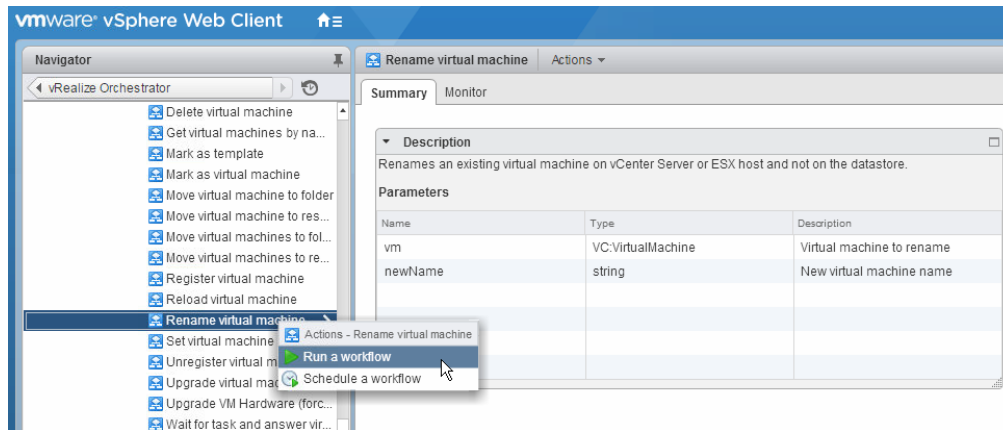 vmware® vSphere Web Client
Navigator
vRealize Orchestrator
Delete virtual machine
Get virtual machines by na...
Mark as template
Mark as virtual machine
Move virtual machine to folder
Move virtual machine to res...
Move virtual machines to fol...
Move virtual machines to re...
Register virtual machine
Reload virtual machine
Rename virtual machine
Set virtual machine
Unregister virtual m
Upgrade virtual mac
Upgrade VM Hardware (forc...
Wait for task and answer vir...
Actions - Rename virtual machine
Run a workflow
Schedule a workflow
Rename virtual machine Actions
Summary Monitor
Description
Renames an existing virtual machine on vCenter Server or ESX host and not on the datastore.
Parameters
Name Type Description
vm VC:VirtualMachine Virtual machine to rename
newName string New virtual machine name